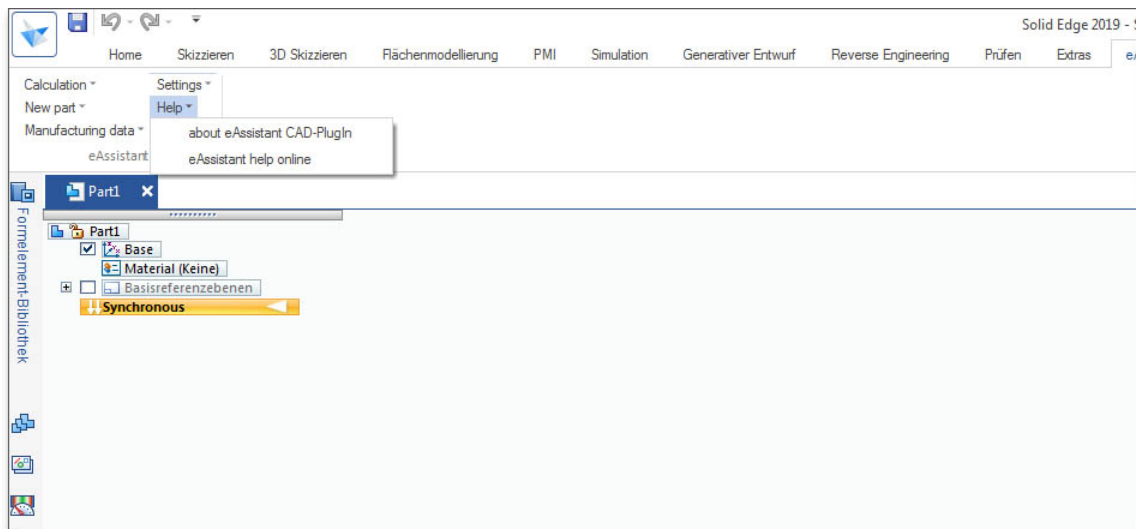 Solid Edge 2019 -
Home Skizzieren 3D Skizzieren Flächenmodellierung PMI Simulation Generativer Entwurf Reverse Engineering Prüfen Extras
Calculation Settings
New part Help
Manufacturing data about eAssistant CAD-PlugIn
eAssistant eAssistant help online
Part1
Formelement-Bibliothek
Part1
Base
Material (Keine)
Basisreferenzebenen
Synchronous